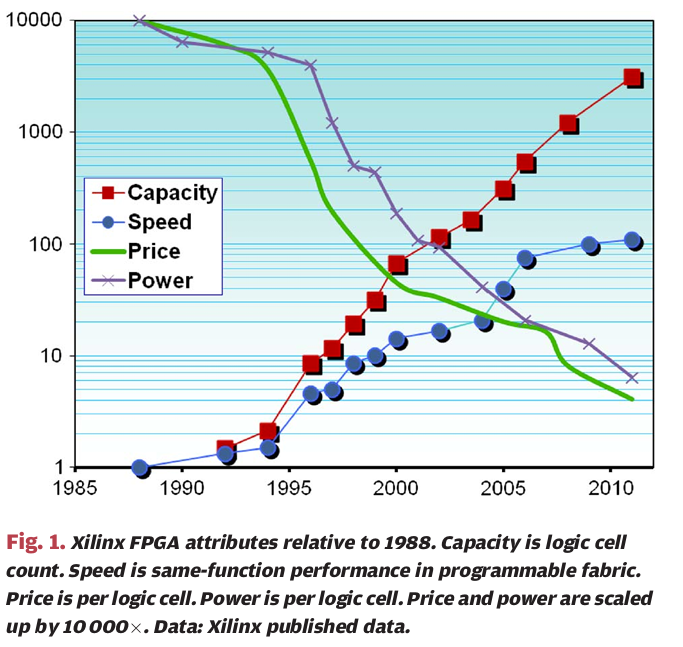 10000
1000
100
10
1
Capacity
Speed
Price
Power
1985 1990 1995 2000 2005 2010
Fig. 1. Xilinx FPGA attributes relative to 1988. Capacity is logic cell
count. Speed is same-function performance in programmable fabric.
Price is per logic cell. Power is per logic cell. Price and power are scaled
up by 10 000×. Data: Xilinx published data.